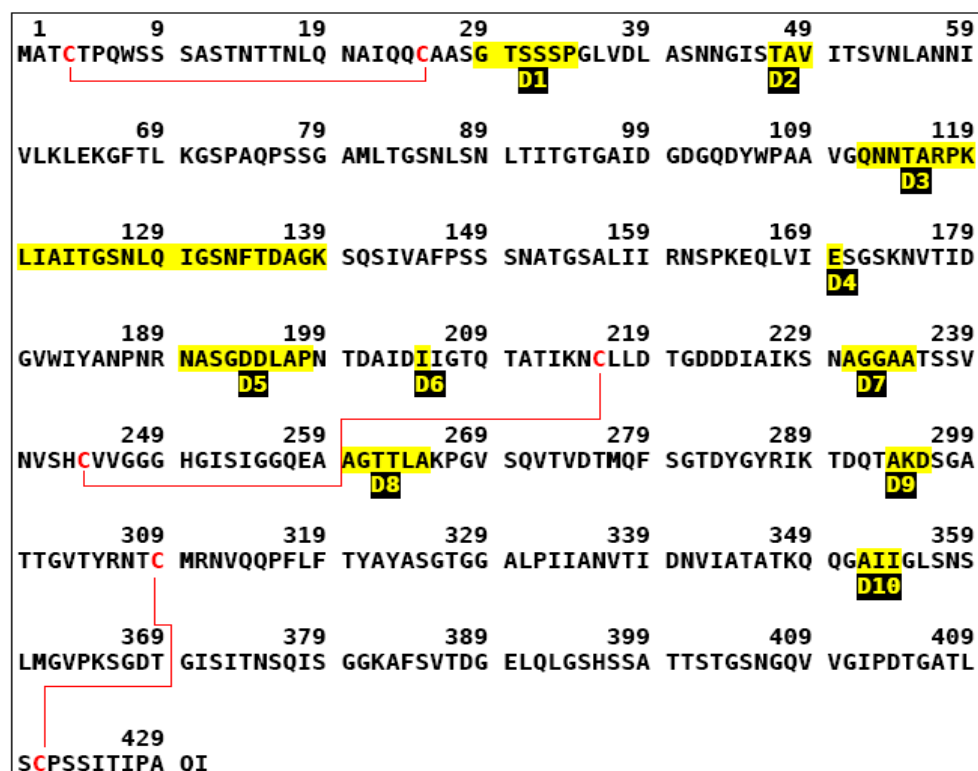 1 9 19 29 39 49 59
MATCTPQWSS SASTNTTNLQ NAIQQCAASG TSSSPGLVDL ASNNGISTAV ITSVNLANNI
D1 D2
69 79 89 99 109 119
VLKLEKGFTL KGSPAQPSSG AMLTGSNLSN LTITGTGAID GDGQDYWPAA VGQNNTARPK
D3
129 139 149 159 169 179
LIAITGSNLQ IGSNFTDAGK SQSIVAFPSS SNATGSALII RNSPKEQLVI ESGSKNVTID
D4
189 199 209 219 229 239
GVWIYANPNR NASGDDLAPN TDAIDIIGTQ TATIKNCLLD TGDDDIAIKS NAGGAATSSV
D5 D6 D7
249 259 269 279 289 299
NVSHCVVGGG HGISIGGQEA AGTTLAKPGV SQVTVDTMQF SGTDYGYRIK TDQTAKDSGA
D8 D9
309 319 329 339 349 359
TTGVTYRNTC MRNVQQPFLF TYAYASGTGG ALPIIANVTI DNVIATATKQ QGAIIGLSNS
D10
369 379 389 399 409 409
LMGVPKSGDT GISITNSQIS GGKAFSVTDG ELQLGSHSSA TTSTGSNGQV VGIPDTGATL
429
SCPSSITIPA QI